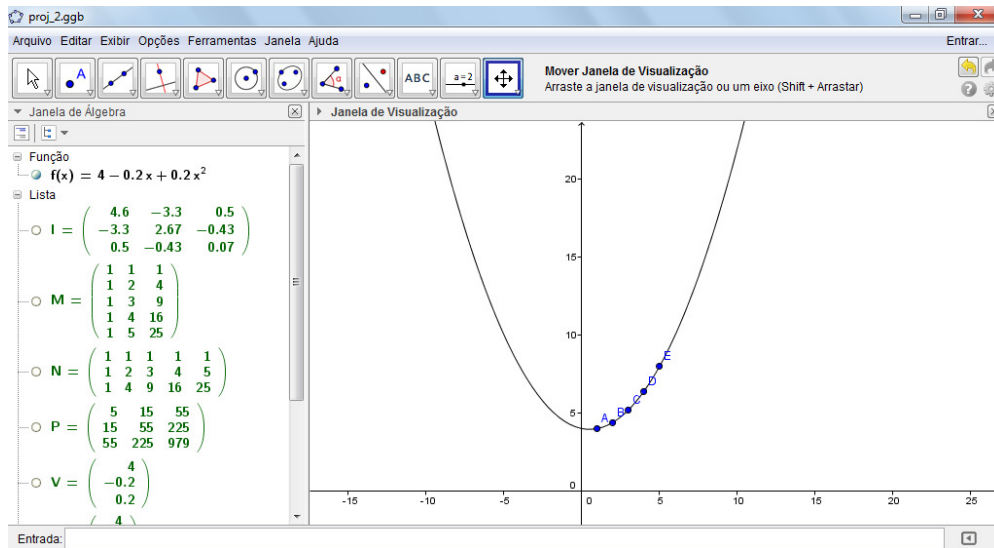 proj_2.ggb
Arquivo Editar Exibir Opções Ferramentas Janela Ajuda Entrar...
A ABC a=2 Mover Janela de Visualização
Arraste a janela de visualização ou um eixo (Shift + Arrastar)
Janela de Álgebra
Janela de Visualização
Função
f(x) = 4 − 0.2 x + 0.2 x²
Lista
4.6 −3.3 0.5
I = −3.3 2.67 −0.43
0.5 −0.43 0.07
1 1 1
1 2 4
M = 1 3 9
1 4 16
1 5 25
1 1 1 1 1
N = 1 2 3 4 5
1 4 9 16 25
5 15 55
P = 15 55 225
55 225 979
4
V = −0.2
0.2
4
20
15
10
5
0
A B C D E
-15 -10 -5 0 5 10 15 20 25
Entrada: